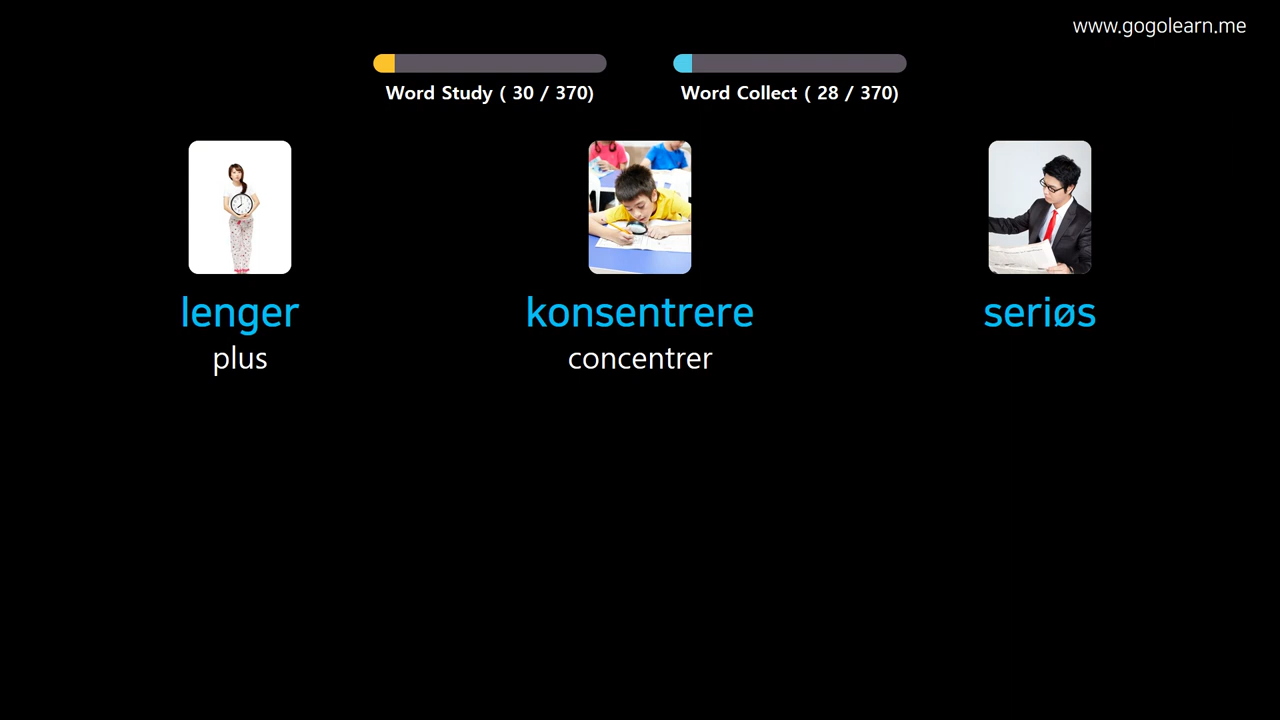 www.gogolearn.me
Word Study ( 30 / 370)
Word Collect ( 28 / 370)
lenger
konsentrere
seriøs
plus
concentrer